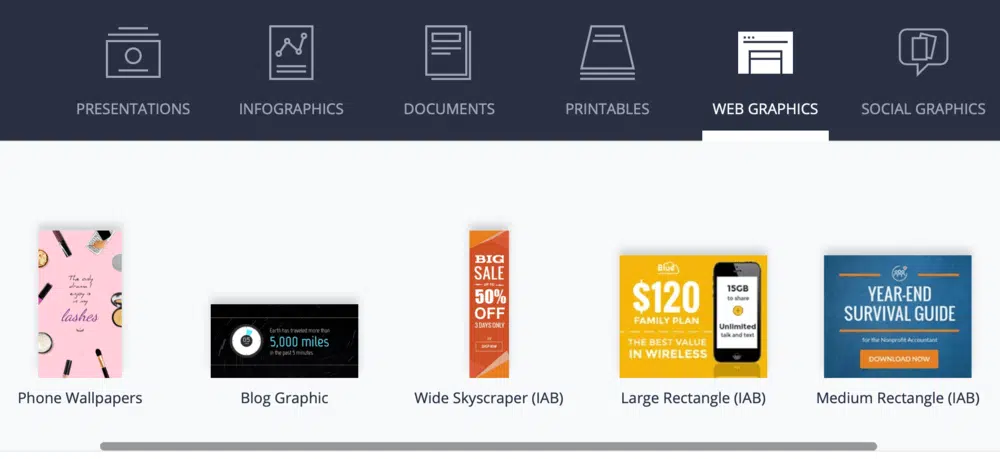 PRESENTATIONS
INFOGRAPHICS
DOCUMENTS
PRINTABLES
WEB GRAPHICS
SOCIAL GRAPHICS
The only
drama I
enjoy is
in my
lashes
Phone Wallpapers
05
Earth has traveled more than
5,000 miles
in the past 5 minutes.
Blog Graphic
BIG
SALE
up to
50%
OFF
3 DAYS ONLY
Wide Skyscraper (IAB)
Blue
$120
FAMILY PLAN
THE BEST VALUE
IN WIRELESS
15GB
to share
+
Unlimited
talk and text
Large Rectangle (IAB)
YEAR-END
SURVIVAL GUIDE
for the Nonprofit Accountant
DOWNLOAD NOW
Medium Rectangle (IAB)